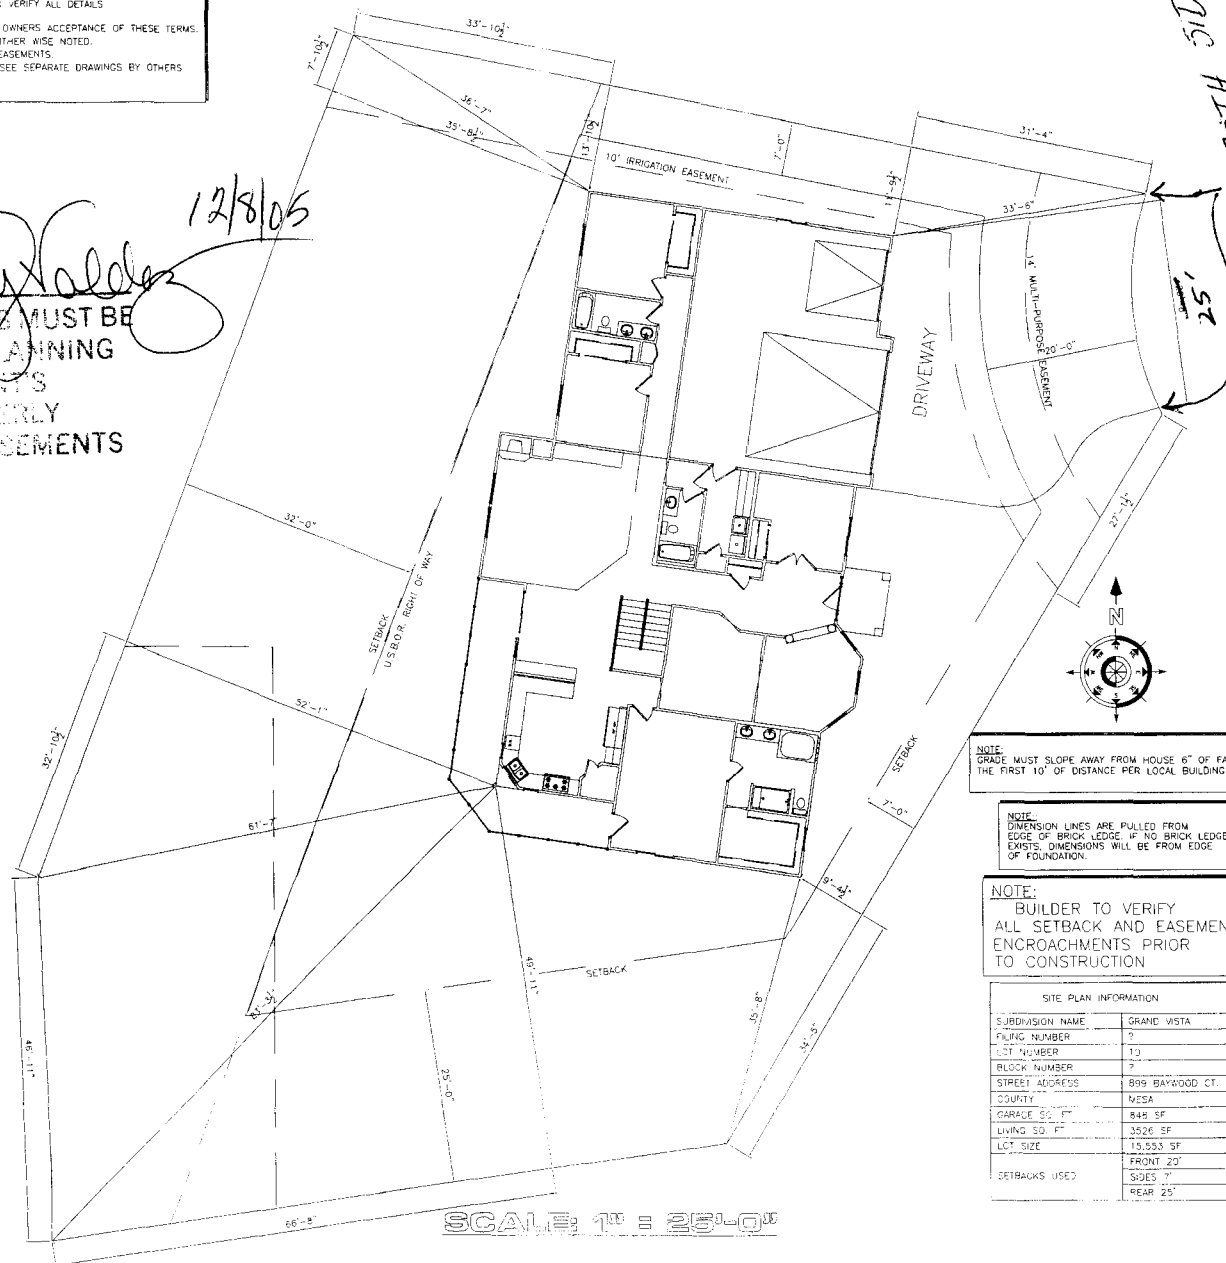 VERIFY ALL DETAILS
OWNERS ACCEPTANCE OF THESE TERMS.
THER WISE NOTED.
EASEMENTS.
SEE SEPARATE DRAWINGS BY OTHERS
12/8/05
Valdez
MUST BE
ANNING
NT'S
ERLY
SEMENTS
33'-10½"
7'-10½"
36'-7"
35'-8½"
13'-10½"
10' IRRIGATION EASEMENT
7'-0"
31'-4"
33'-6"
14' MULTI-PURPOSE EASEMENT
20'-0"
25'
DRIVEWAY
27'-1½"
32'-0"
SETBACK
U.S.B.O.R. RIGHT OF WAY
52'-1"
32'-10½"
61'-7"
N
SETBACK
7'-0"
9'-4½"
SETBACK
49'-11"
35'-8"
34'-5"
25'-0"
46'-11"
66'-8"
SCALE: 1" = 25'-0"
NOTE:
GRADE MUST SLOPE AWAY FROM HOUSE 6" OF FA
THE FIRST 10' OF DISTANCE PER LOCAL BUILDING
NOTE:
DIMENSION LINES ARE PULLED FROM
EDGE OF BRICK LEDGE. IF NO BRICK LEDGE
EXISTS, DIMENSIONS WILL BE FROM EDGE
OF FOUNDATION.
NOTE:
BUILDER TO VERIFY
ALL SETBACK AND EASEMEN
ENCROACHMENTS PRIOR
TO CONSTRUCTION
SITE PLAN INFORMATION
SUBDIVISION NAME GRAND VISTA
FILING NUMBER ?
LOT NUMBER 10
BLOCK NUMBER ?
STREET ADDRESS 899 BAYWOOD CT.
COUNTY MESA
GARAGE SQ. FT 848 SF
LIVING SQ. FT 3526 SF
LOT SIZE 15,553 SF
SETBACKS USED FRONT 20'
SIDES 7'
REAR 25'